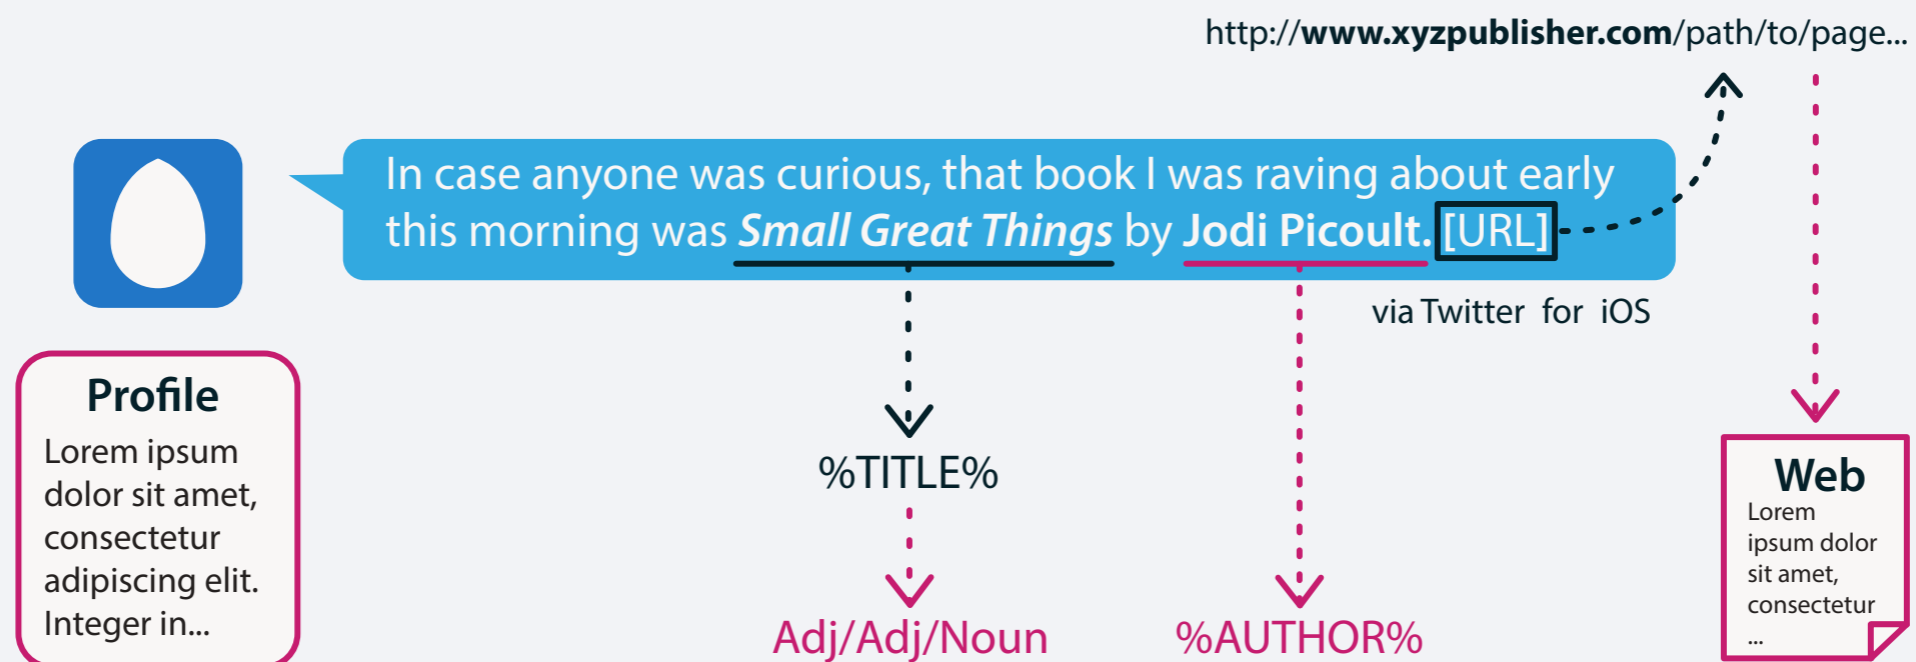 http://www.xyzpublisher.com/path/to/page...
In case anyone was curious, that book I was raving about early
this morning was Small Great Things by Jodi Picoult. [URL]
via Twitter for iOS
Profile
Lorem ipsum
dolor sit amet,
consectetur
adipiscing elit.
Integer in...
%TITLE%
Adj/Adj/Noun
%AUTHOR%
Web
Lorem
ipsum dolor
sit amet,
consectetur
...